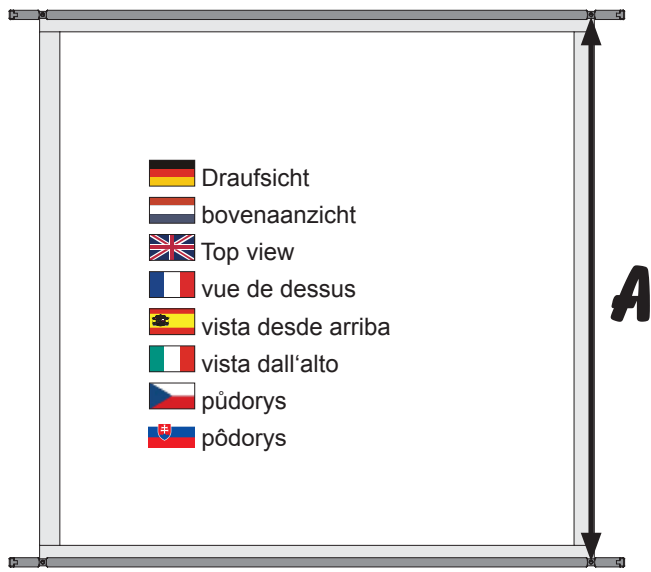 Draufsicht
bovenaanzicht
Top view
vue de dessus
vista desde arriba
vista dall‘alto
půdorys
pôdorys
A